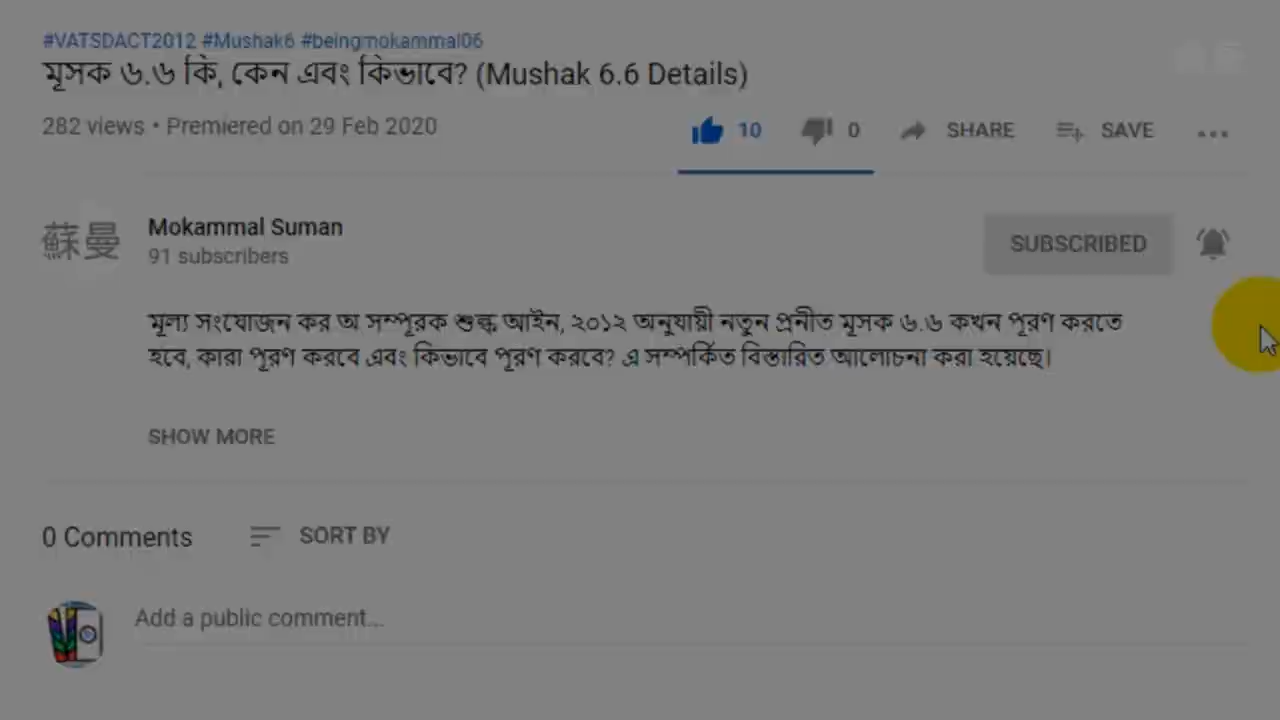 #VATSDACT2012 #Mushak6 #beingmokammal06
মূসক ৬.৬ কি, কেন এবং কিভাবে? (Mushak 6.6 Details)
282 views • Premiered on 29 Feb 2020
10 0 SHARE SAVE
蘇曼 Mokammal Suman
91 subscribers
SUBSCRIBED
মূল্য সংযোজন কর অ সম্পূরক শুল্ক আইন, ২০১২ অনুযায়ী নতুন প্রনীত মূসক ৬.৬ কখন পূরণ করতে
হবে, কারা পূরণ করবে এবং কিভাবে পূরণ করবে? এ সম্পর্কিত বিস্তারিত আলোচনা করা হয়েছে।
SHOW MORE
0 Comments SORT BY
Add a public comment...